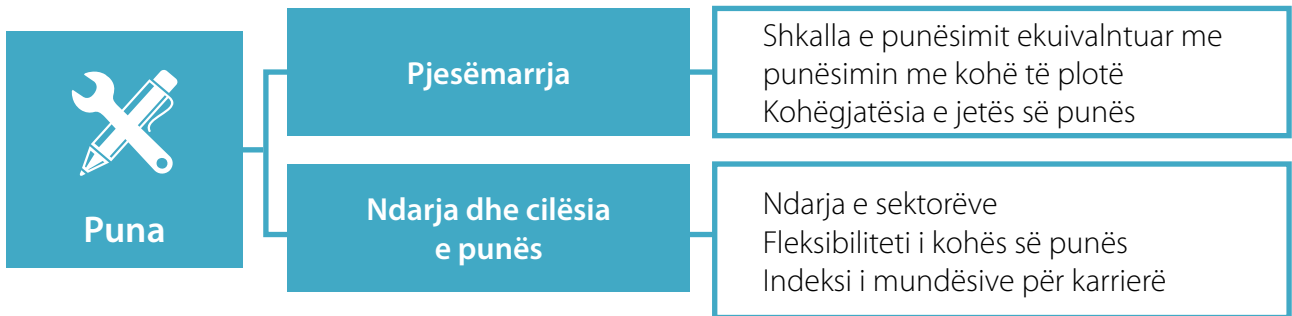 Puna
Pjesëmarrja
Shkalla e punësimit ekuivalntuar me
punësimin me kohë të plotë
Kohëgjatësia e jetës së punës
Ndarja dhe cilësia
e punës
Ndarja e sektorëve
Fleksibiliteti i kohës së punës
Indeksi i mundësive për karrierë